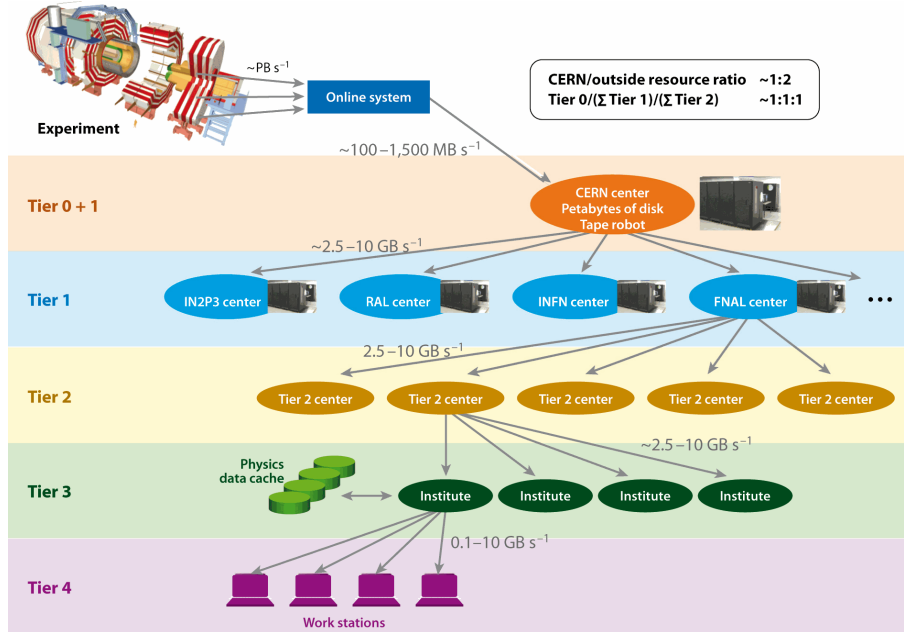 ~PB s⁻¹
Online system
Experiment
CERN/outside resource ratio ~1:2
Tier 0/(Σ Tier 1)/(Σ Tier 2) ~1:1:1
~100–1,500 MB s⁻¹
Tier 0 + 1
CERN center
Petabytes of disk
Tape robot
~2.5–10 GB s⁻¹
Tier 1
IN2P3 center
RAL center
INFN center
FNAL center
...
2.5–10 GB s⁻¹
Tier 2
Tier 2 center
Tier 2 center
Tier 2 center
Tier 2 center
Tier 2 center
~2.5–10 GB s⁻¹
Physics
data cache
Tier 3
Institute
Institute
Institute
Institute
0.1–10 GB s⁻¹
Tier 4
Work stations